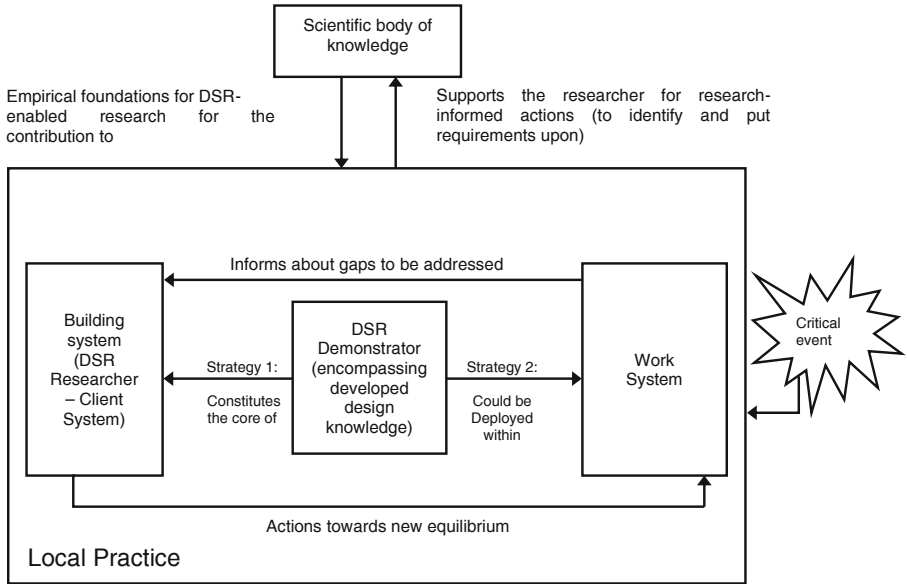 Scientific body of
knowledge
Empirical foundations for DSR-
enabled research for the
contribution to
Supports the researcher for research-
informed actions (to identify and put
requirements upon)
Informs about gaps to be addressed
Building
system
(DSR
Researcher
– Client
System)
Strategy 1:
Constitutes
the core of
DSR
Demonstrator
(encompassing
developed
design
knowledge)
Strategy 2:
Could be
Deployed
within
Work
System
Critical
event
Actions towards new equilibrium
Local Practice